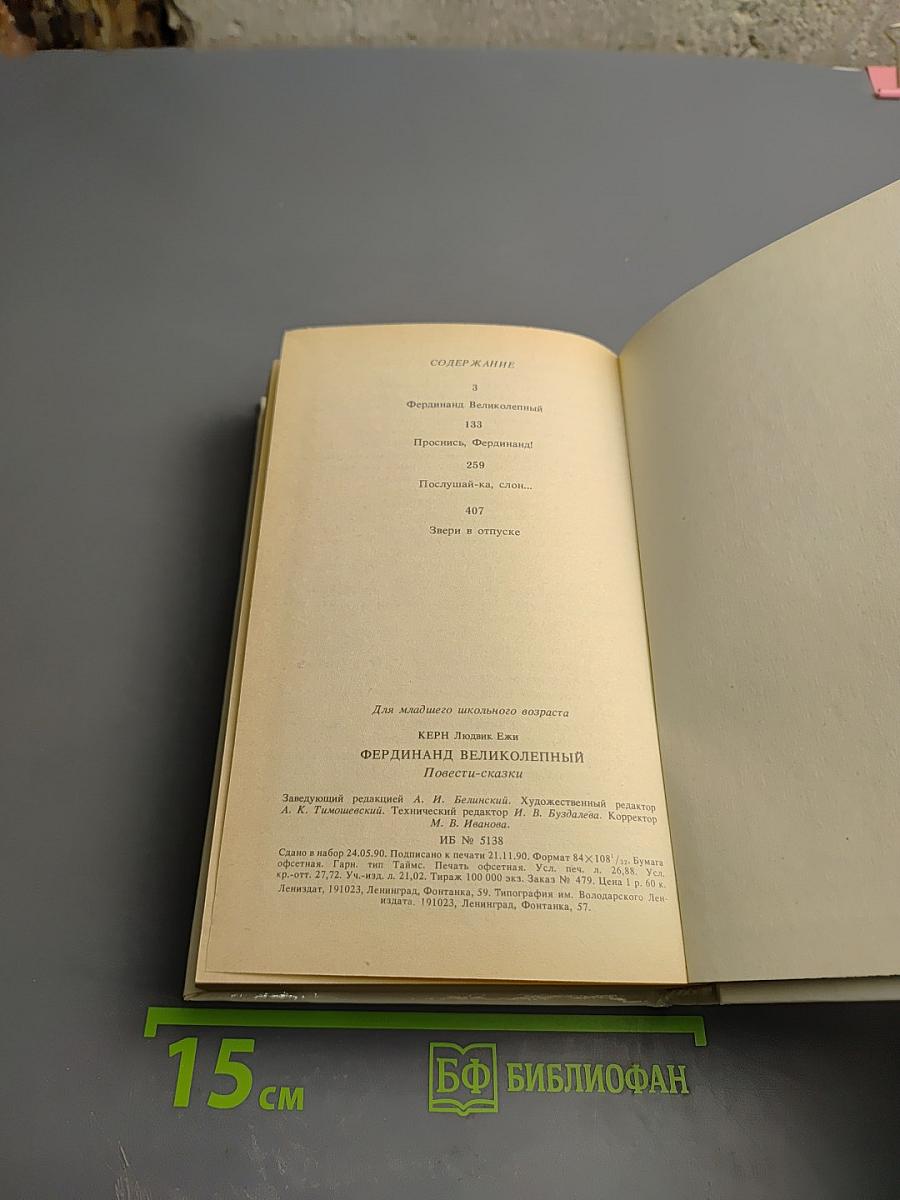 СОДЕРЖАНИЕ
3
Фердинанд Великолепный
133
Проснись, Фердинанд!
259
Послушай-ка, слон...
407
Звери в отпуске
Для младшего школьного возраста
КЕРН Людвик Ежи
ФЕРДИНАНД ВЕЛИКОЛЕПНЫЙ
Повести-сказки
Заведующий редакцией А. И. Белинский. Художественный редактор
А. К. Тимошевский. Технический редактор И. В. Буздалева. Корректор
М. В. Иванова.
ИБ № 5138
Сдано в набор 24.05.90. Подписано к печати 21.11.90. Формат 84×108¹/₃₂. Бумага
офсетная. Гарн. тип Таймс. Печать офсетная. Усл. печ. л. 26,88. Усл.
кр.-отт. 27,72. Уч.-изд. л. 21,02. Тираж 100 000 экз. Заказ № 479. Цена 1 р. 60 к.
Лениздат, 191023, Ленинград, Фонтанка, 59. Типография им. Володарского Лен-
издата. 191023, Ленинград, Фонтанка, 57.
15 см
БФ БИБЛИОФАН